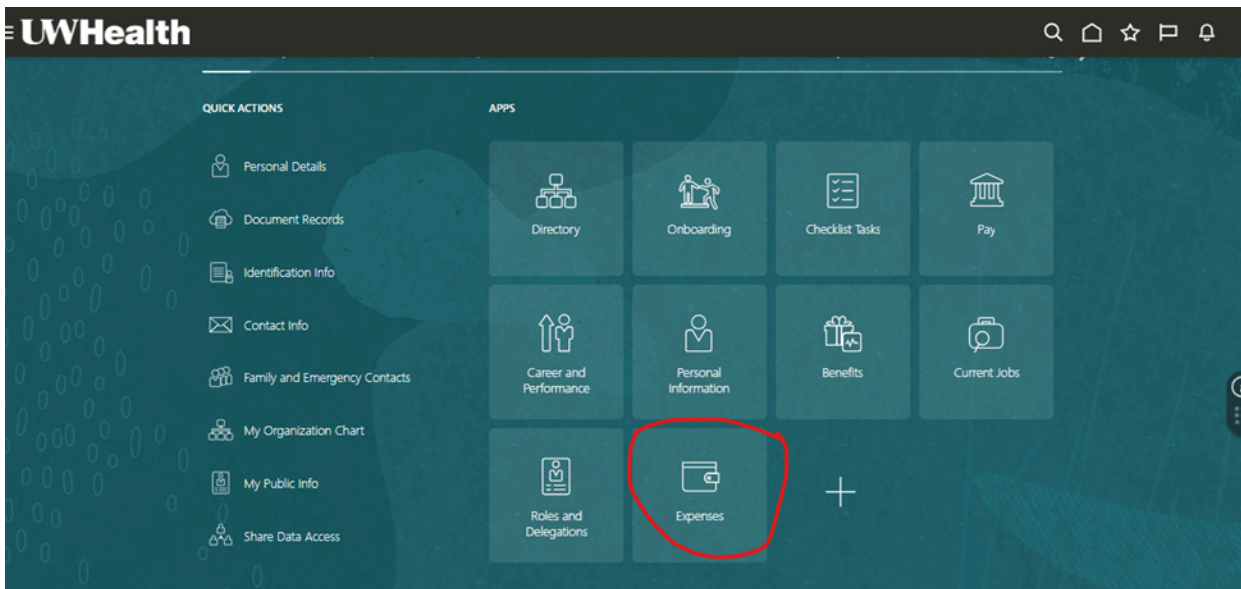 UWHealth
QUICK ACTIONS
APPS
Personal Details
Document Records
Identification Info
Contact Info
Family and Emergency Contacts
My Organization Chart
My Public Info
Share Data Access
Directory
Onboarding
Checklist Tasks
Pay
Career and
Performance
Personal
Information
Benefits
Current Jobs
Roles and
Delegations
Expenses